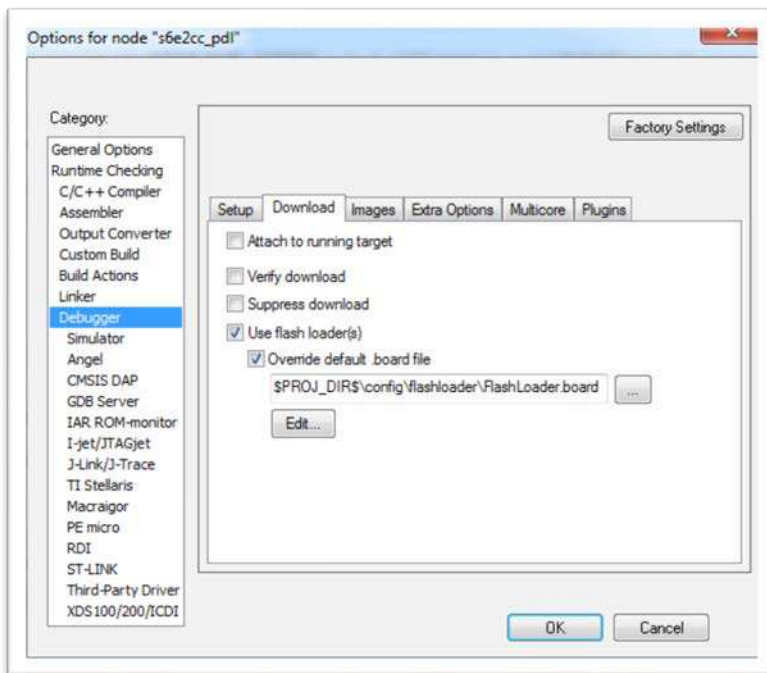 Options for node "s6e2cc_pdl"
Category:
Factory Settings
General Options
Runtime Checking
C/C++ Compiler
Assembler
Output Converter
Custom Build
Build Actions
Linker
Debugger
Simulator
Angel
CMSIS DAP
GDB Server
IAR ROM-monitor
I-jet/JTAGjet
J-Link/J-Trace
TI Stellaris
Macraigor
PE micro
RDI
ST-LINK
Third-Party Driver
XDS100/200/ICDI
Setup Download Images Extra Options Multicore Plugins
Attach to running target
Verify download
Suppress download
Use flash loader(s)
Override default .board file
$PROJ_DIR$\config\flashloader\FlashLoader.board ...
Edit...
OK Cancel